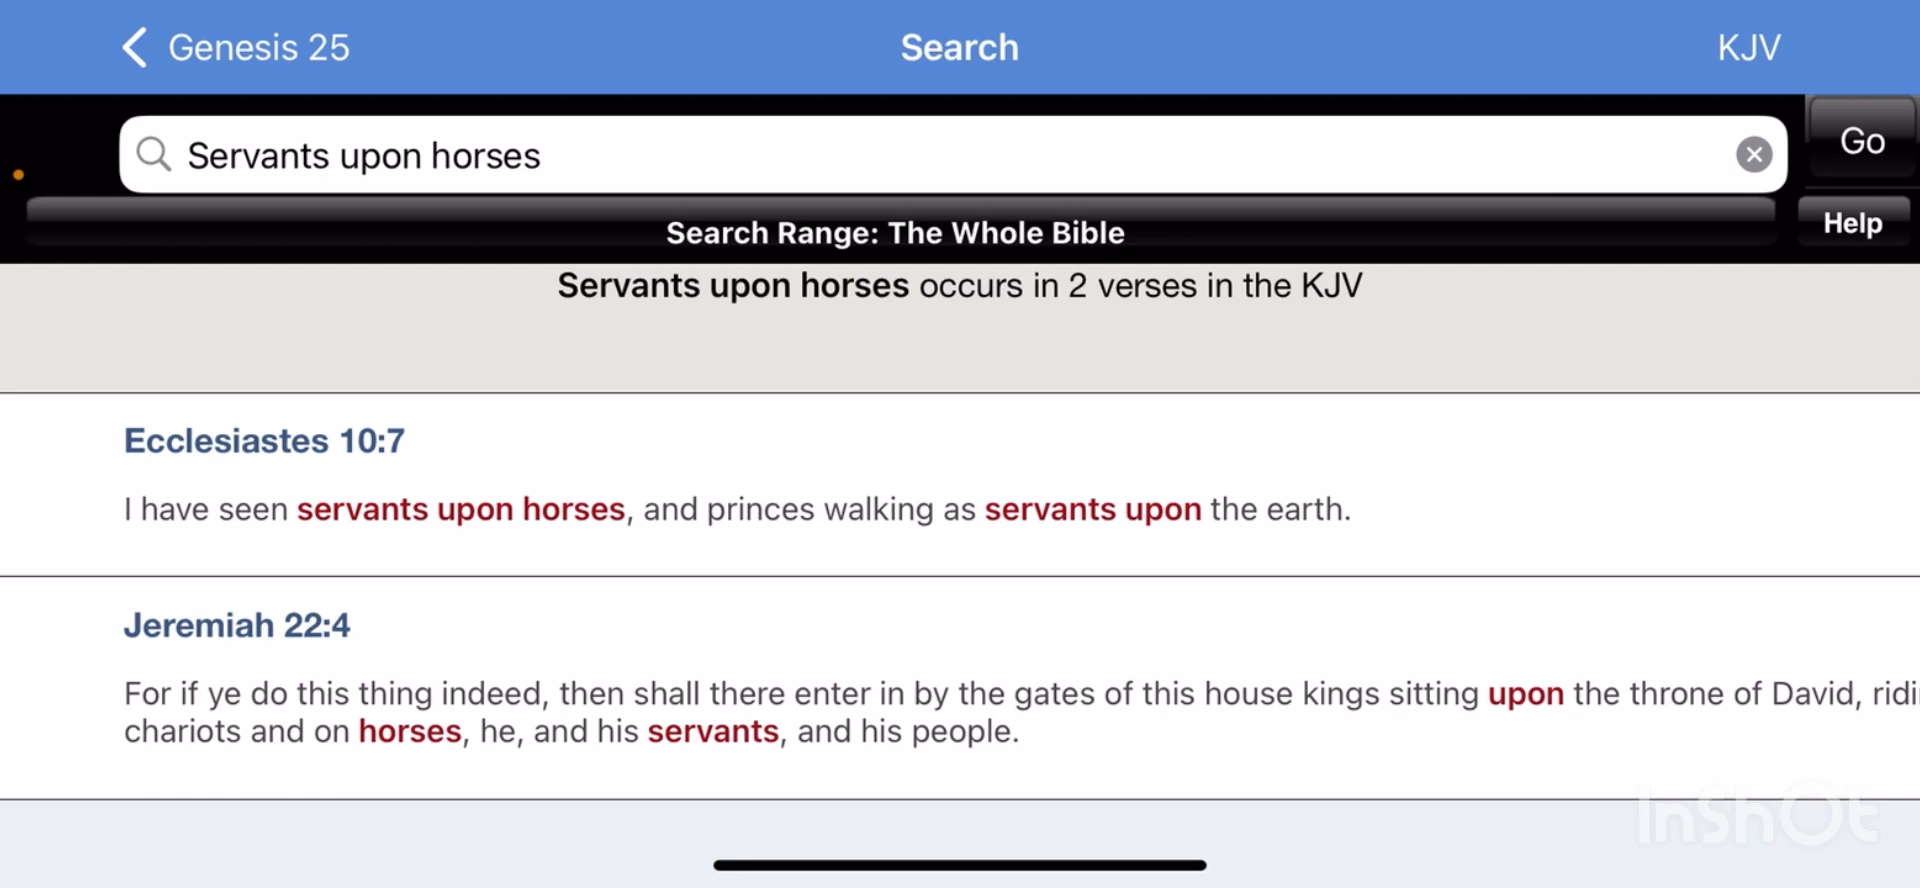 Genesis 25
Search
KJV
Servants upon horses
Go
Search Range: The Whole Bible
Help
Servants upon horses occurs in 2 verses in the KJV
Ecclesiastes 10:7
I have seen servants upon horses, and princes walking as servants upon the earth.
Jeremiah 22:4
For if ye do this thing indeed, then shall there enter in by the gates of this house kings sitting upon the throne of David,
chariots and on horses, he, and his servants, and his people.
InShOt